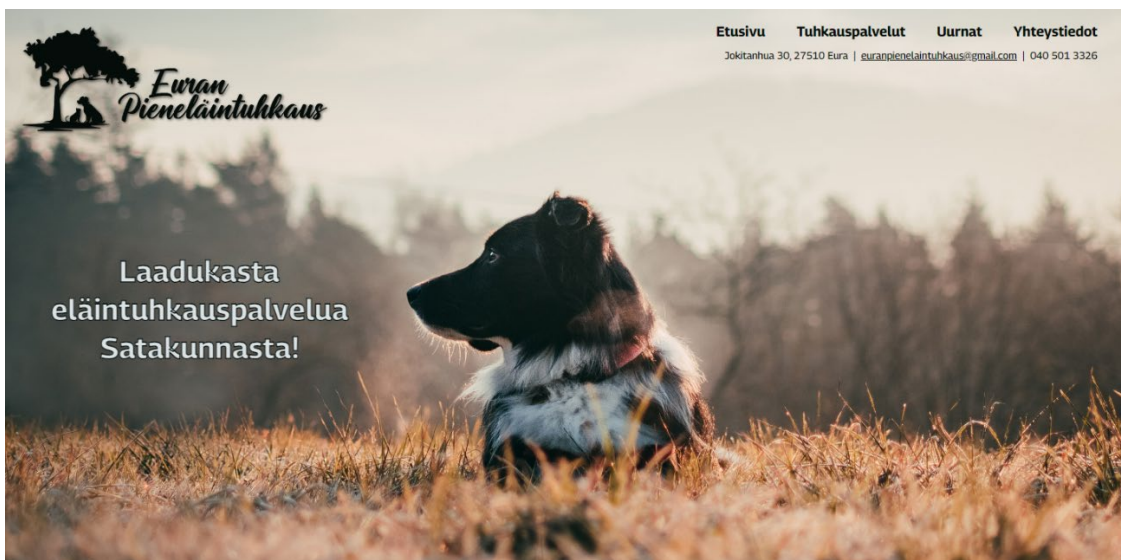 Etusivu Tuhkauspalvelut Uurnat Yhteystiedot
Jokitanhua 30, 27510 Eura | euranpienelaintuhkaus@gmail.com | 040 501 3326
Euran
Pieneläintuhkaus
Laadukasta
eläintuhkauspalvelua
Satakunnasta!